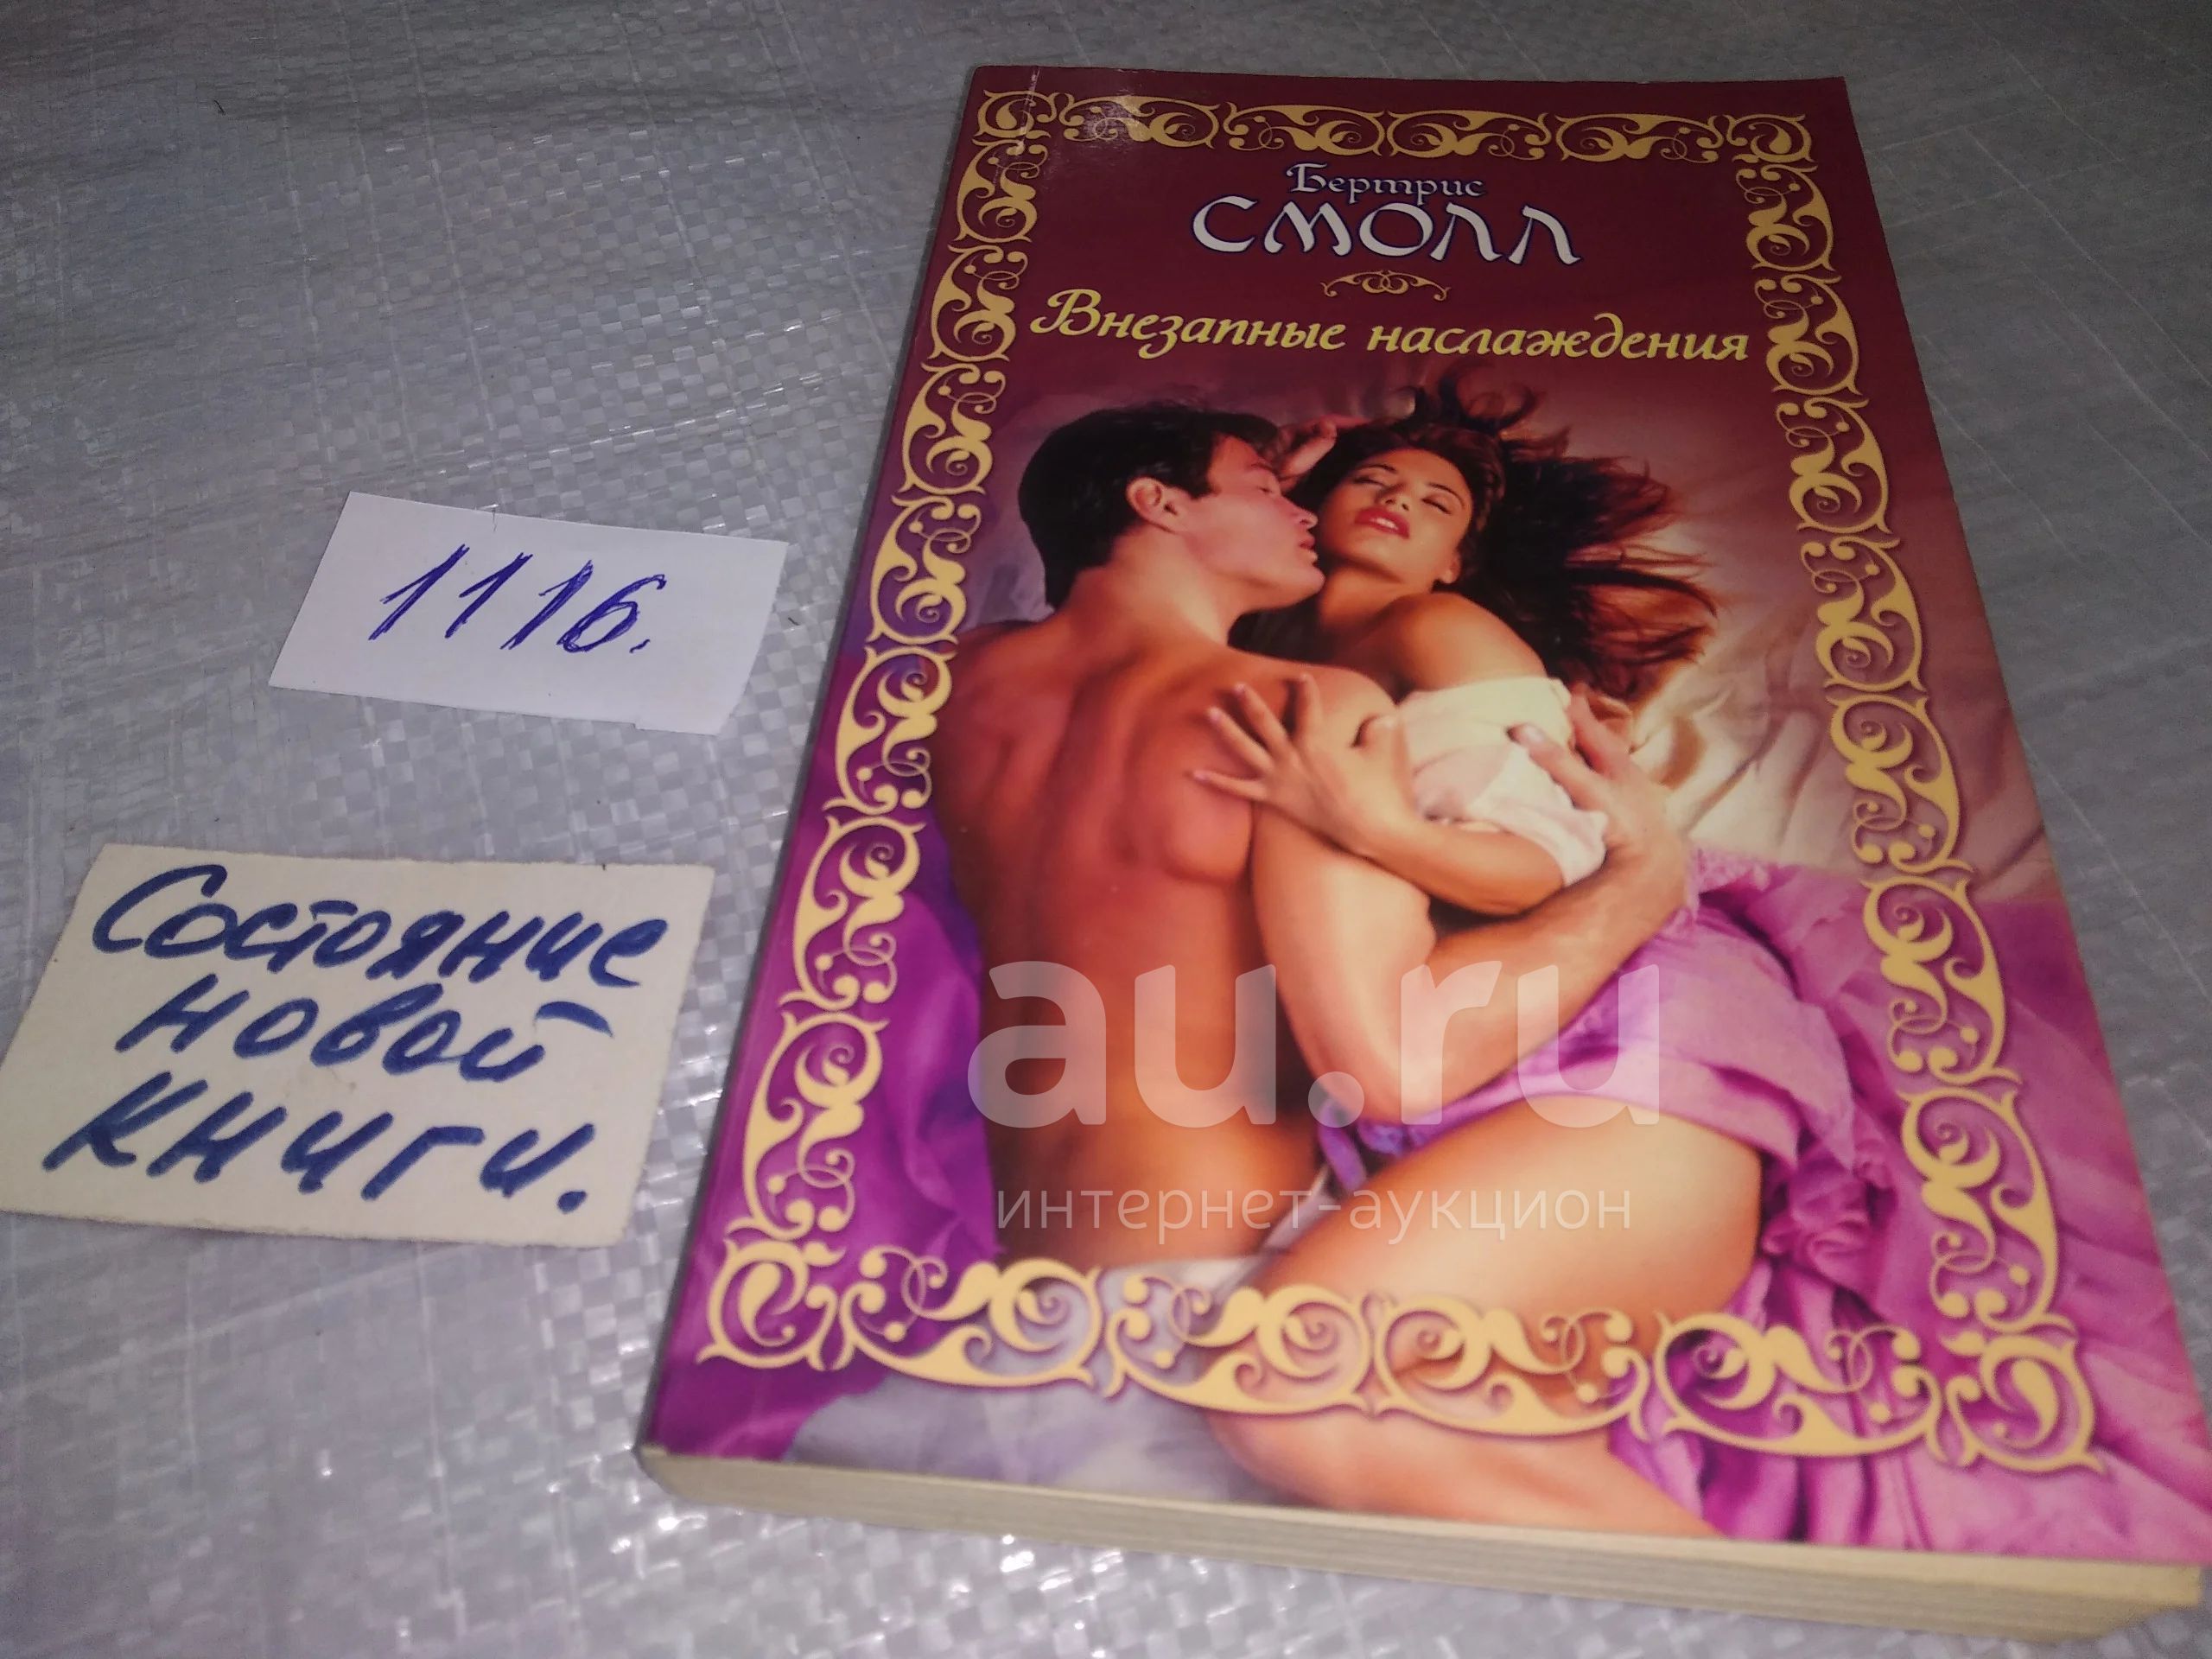 Бертрис
СМОЛЛ
Внезапные наслаждения
1116.
Состояние
новой
книги.
au.ru
интернет-аукцион